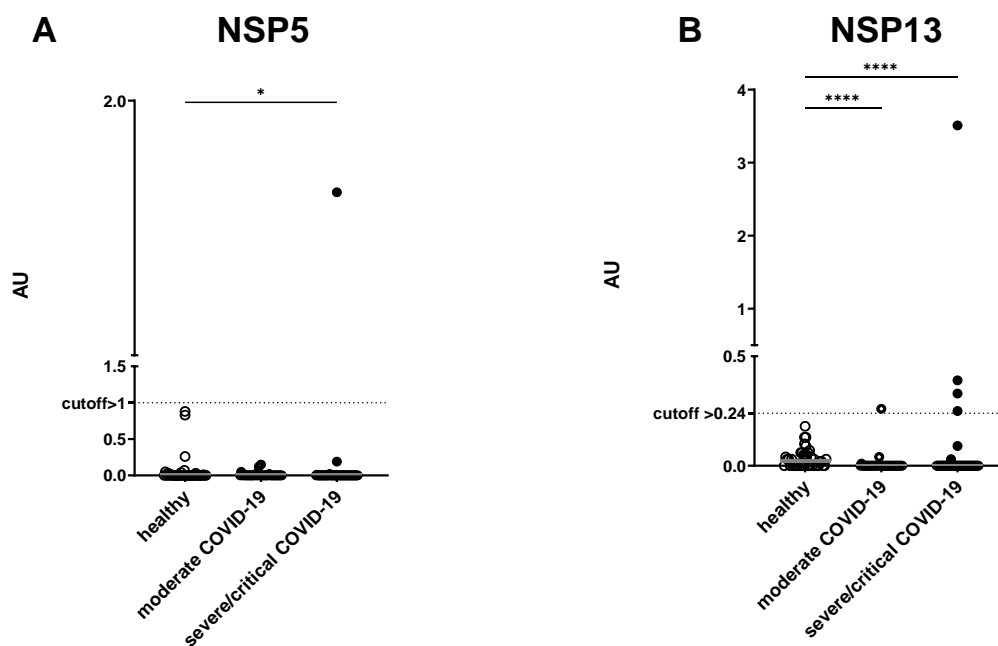 A
NSP5
2.0
*
AU
1.5
cutoff>1
0.5
0.0
healthy
moderate COVID-19
severe/critical COVID-19
B
NSP13
4
****
****
3
2
AU
1
0.5
cutoff >0.24
0.0
healthy
moderate COVID-19
severe/critical COVID-19